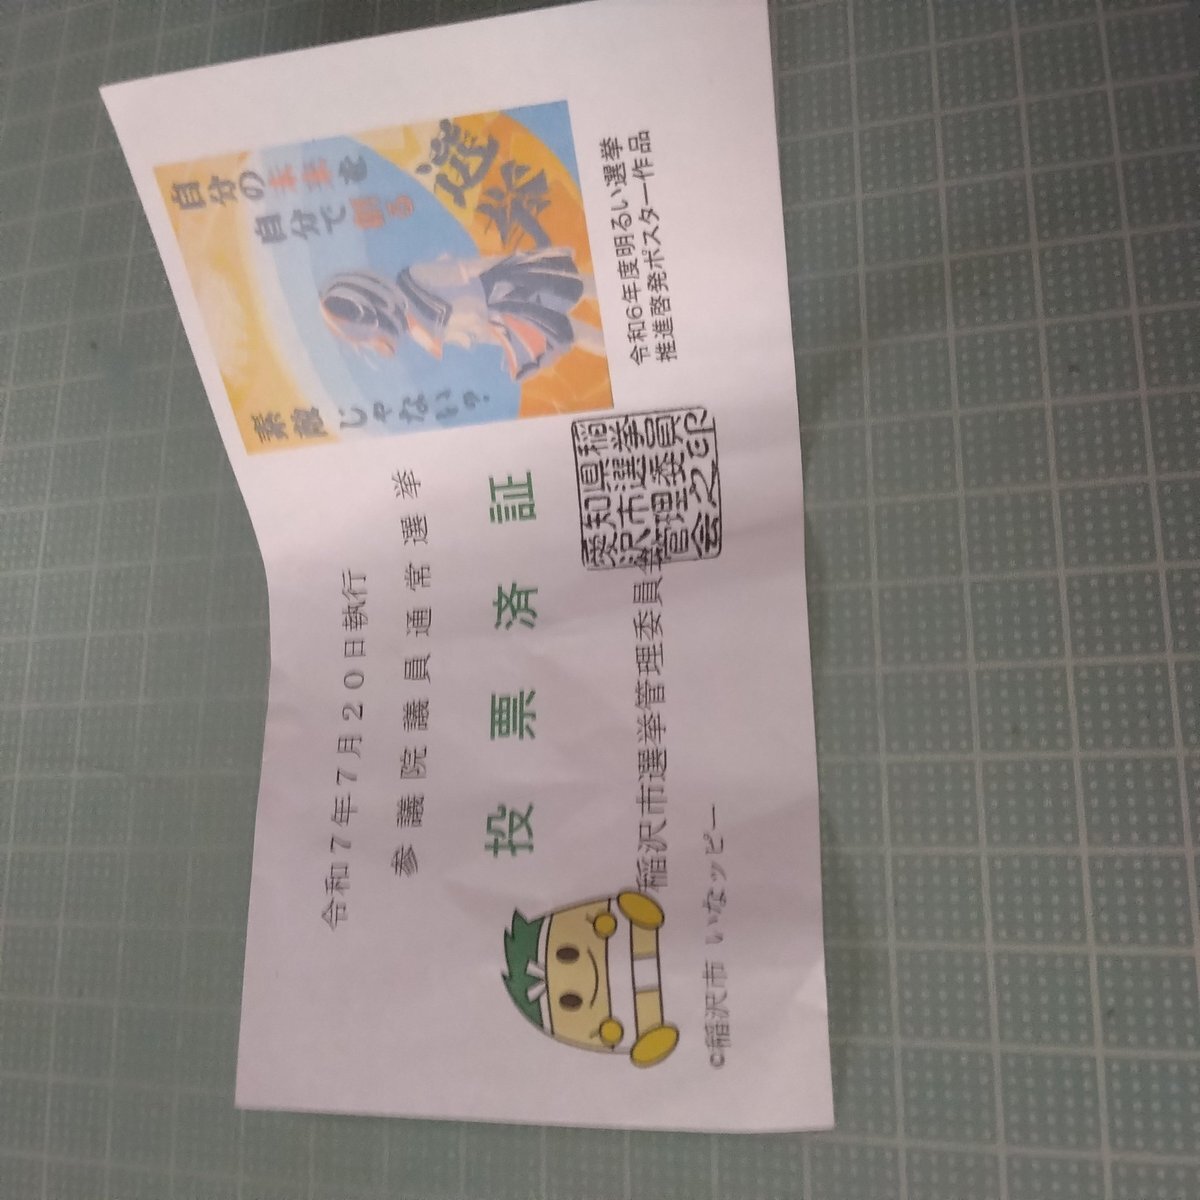 令和7年7月20日執行
参議院議員通常選挙
投票済証
稲沢市選挙管理委員会
愛知県稲
沢市選挙
管理委員
会之印
©稲沢市 いなッピー
自分の未来を
自分で創る
選挙
素敵じゃないっ!
令和6年度明るい選挙
推進啓発ポスター作品